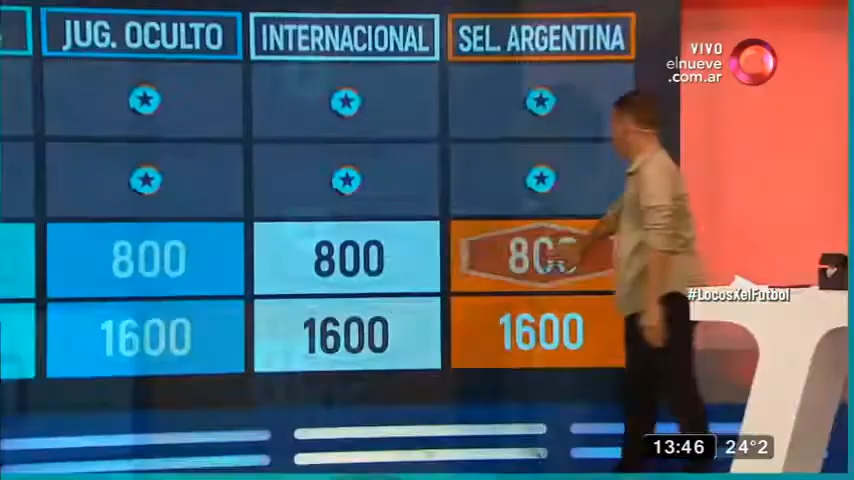 JUG. OCULTO
INTERNACIONAL
SEL. ARGENTINA
VIVO
elnueve
.com.ar
800
800
800
1600
1600
1600
#LocosXelFutbol
13:46
24°2